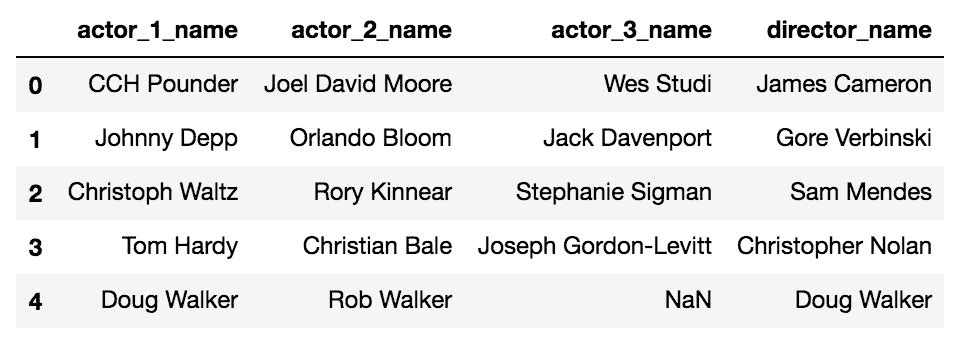 actor_1_name actor_2_name actor_3_name director_name
0 CCH Pounder Joel David Moore Wes Studi James Cameron
1 Johnny Depp Orlando Bloom Jack Davenport Gore Verbinski
2 Christoph Waltz Rory Kinnear Stephanie Sigman Sam Mendes
3 Tom Hardy Christian Bale Joseph Gordon-Levitt Christopher Nolan
4 Doug Walker Rob Walker NaN Doug Walker